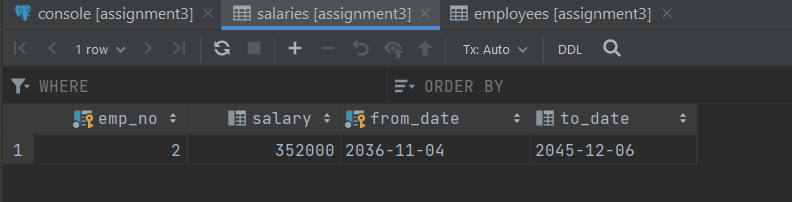 console [assignment3] salaries [assignment3] employees [assignment3]
1 row Tx: Auto DDL
WHERE ORDER BY
emp_no salary from_date to_date
1 2 352000 2036-11-04 2045-12-06